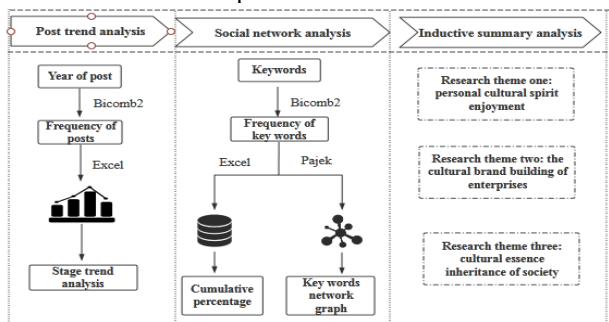 Post trend analysis
Social network analysis
Inductive summary analysis
Year of post
Bicomb2
Frequency of
posts
Excel
Stage trend
analysis
Keywords
Bicomb2
Frequency of
key words
Excel
Pajek
Cumulative
percentage
Key words
network
graph
Research theme one:
personal cultural spirit
enjoyment
Research theme two: the
cultural brand building of
enterprises
Research theme three:
cultural essence
inheritance of society